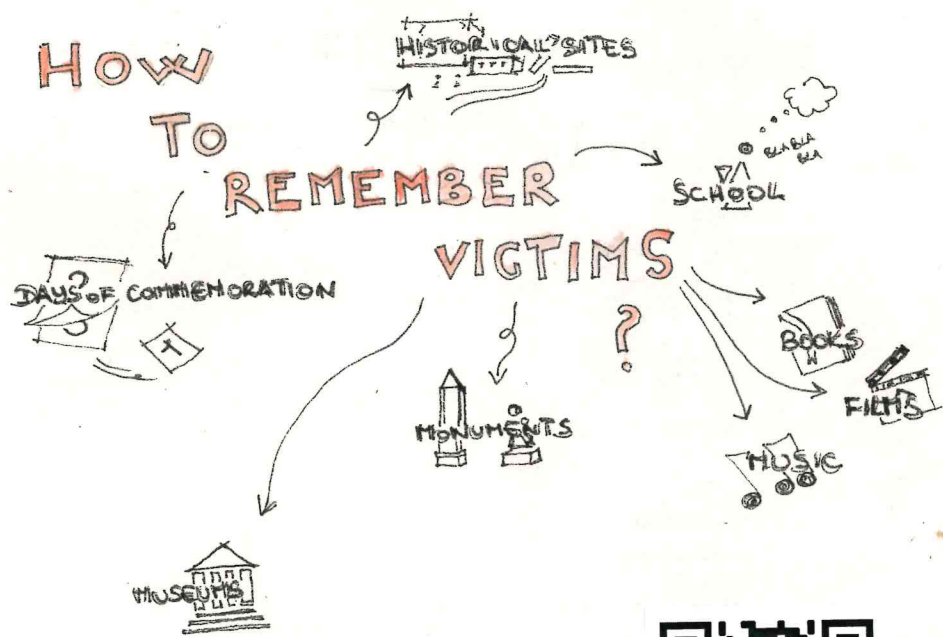 HOW
TO
REMEMBER
VICTIMS
?
HISTORICAL SITES
BLA BLA
BLA
SCHOOL
DAYS OF COMMEMORATION
BOOKS
FILMS
MUSIC
MONUMENTS
MUSEUMS